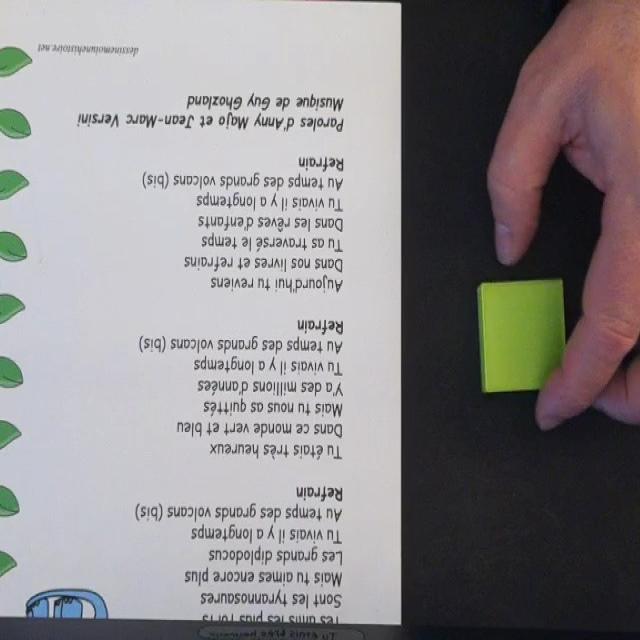 Tes amis les plus forts
Sont les tyrannosaures
Mais tu aimes encore plus
Les grands diplodocus
Tu vivais il y a longtemps
Au temps des grands volcans (bis)
Refrain
Tu étais très heureux
Dans ce monde vert et bleu
Mais tu nous as quittés
Y'a des millions d'années
Tu vivais il y a longtemps
Au temps des grands volcans (bis)
Refrain
Aujourd'hui tu reviens
Dans nos livres et refrains
Tu as traversé le temps
Dans les rêves d'enfants
Tu vivais il y a longtemps
Au temps des grands volcans (bis)
Refrain
Paroles d'Anny Majo et Jean-Marc Versini
Musique de Guy Ghozland
dessinemoiunehistoire.net